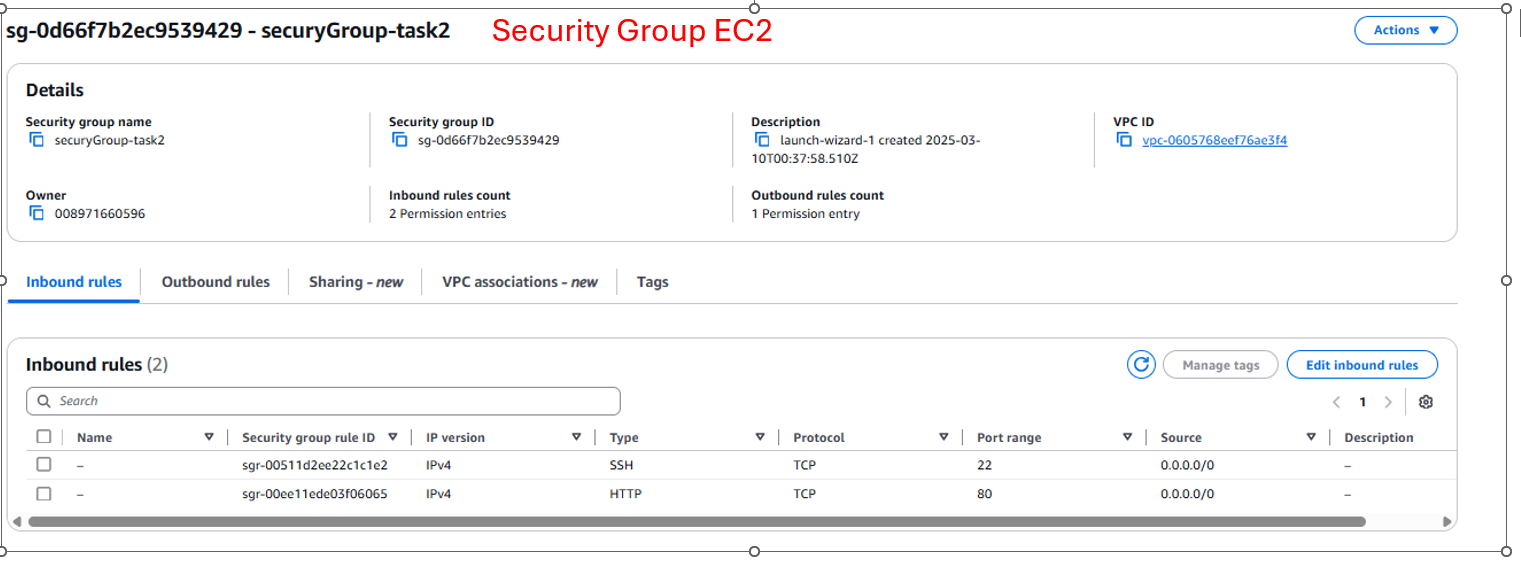 sg-0d66f7b2ec9539429 - securyGroup-task2 Security Group EC2 Actions
Details
Security group name Security group ID Description VPC ID
securyGroup-task2 sg-0d66f7b2ec9539429 launch-wizard-1 created 2025-03- vpc-0605768eef76ae3f4
10T00:37:58.510Z
Owner Inbound rules count Outbound rules count
008971660596 2 Permission entries 1 Permission entry
Inbound rules Outbound rules Sharing - new VPC associations - new Tags
Inbound rules (2) Manage tags Edit inbound rules
Search 1
Name Security group rule ID IP version Type Protocol Port range Source Description
– sgr-00511d2ee22c1c1e2 IPv4 SSH TCP 22 0.0.0.0/0 –
– sgr-00ee11ede03f06065 IPv4 HTTP TCP 80 0.0.0.0/0 –